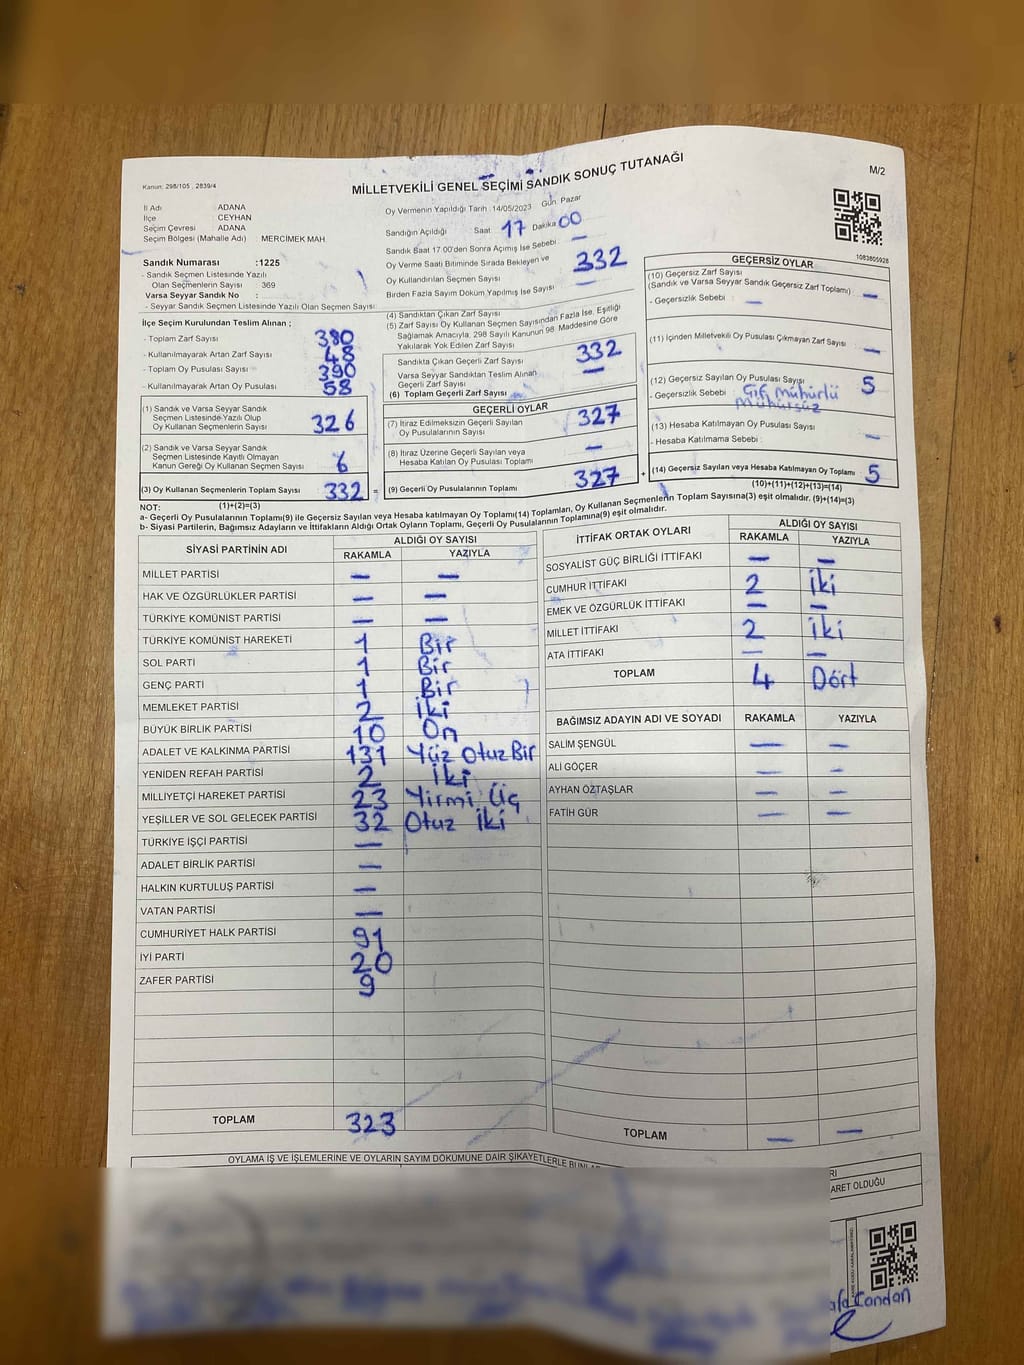 Kanun: 298/105 , 2839/4
MİLLETVEKİLİ GENEL SEÇİMİ SANDIK SONUÇ TUTANAĞI
M/2
İl Adı ADANA
İlçe CEYHAN
Seçim Çevresi ADANA
Seçim Bölgesi (Mahalle Adı) MERCİMEK MAH.
Sandık Numarası :1225
- Sandık Seçmen Listesinde Yazılı
Olan Seçmenlerin Sayısı 369
Varsa Seyyar Sandık No :
- Seyyar Sandık Seçmen Listesinde Yazılı Olan Seçmen Sayısı:
İlçe Seçim Kurulundan Teslim Alınan ;
- Toplam Zarf Sayısı 380
- Kullanılmayarak Artan Zarf Sayısı 48
- Toplam Oy Pusulası Sayısı 390
- Kullanılmayarak Artan Oy Pusulası 58
(1) Sandık ve Varsa Seyyar Sandık
Seçmen Listesinde Yazılı Olup
Oy Kullanan Seçmenlerin Sayısı 326
(2) Sandık ve Varsa Seyyar Sandık
Seçmen Listesinde Kayıtlı Olmayan
Kanun Gereği Oy Kullanan Seçmen Sayısı 6
(3) Oy Kullanan Seçmenlerin Toplam Sayısı 332 =
(1)+(2)=(3)
Oy Vermenin Yapıldığı Tarih :14/05/2023 Gün: Pazar
Sandığın Açıldığı Saat 17 Dakika 00
Sandık Saat 17.00'den Sonra Açılmış İse Sebebi : —
Oy Verme Saati Bitiminde Sırada Bekleyen ve
Oy Kullandırılan Seçmen Sayısı 332
Birden Fazla Sayım Döküm Yapılmış İse Sayısı —
(4) Sandıktan Çıkan Zarf Sayısı
(5) Zarf Sayısı Oy Kullanan Seçmen Sayısından Fazla İse, Eşitliği
Sağlamak Amacıyla, 298 Sayılı Kanunun 98. Maddesine Göre
Yakılarak Yok Edilen Zarf Sayısı
Sandıkta Çıkan Geçerli Zarf Sayısı 332
Varsa Seyyar Sandıktan Teslim Alınan
Geçerli Zarf Sayısı —
(6) Toplam Geçerli Zarf Sayısı
GEÇERLİ OYLAR
(7) İtiraz Edilmeksizin Geçerli Sayılan
Oy Pusulalarının Sayısı 327
(8) İtiraz Üzerine Geçerli Sayılan veya
Hesaba Katılan Oy Pusulası Toplamı —
(9) Geçerli Oy Pusulalarının Toplamı 327 +
1083805928
GEÇERSİZ OYLAR
(10) Geçersiz Zarf Sayısı
(Sandık ve Varsa Seyyar Sandık Geçersiz Zarf Toplamı) —
- Geçersizlik Sebebi : —
(11) İçinden Milletvekili Oy Pusulası Çıkmayan Zarf Sayısı —
(12) Geçersiz Sayılan Oy Pusulası Sayısı 5
- Geçersizlik Sebebi : Çif Mühürlü
Mühürsüz
(13) Hesaba Katılmayan Oy Pusulası Sayısı —
- Hesaba Katılmama Sebebi :
(14) Geçersiz Sayılan veya Hesaba Katılmayan Oy Toplamı 5
(10)+(11)+(12)+(13)=(14)
NOT:
a- Geçerli Oy Pusulalarının Toplamı(9) ile Geçersiz Sayılan veya Hesaba katılmayan Oy Toplamı(14) Toplamları, Oy Kullanan Seçmenlerin Toplam Sayısına(3) eşit olmalıdır. (9)+(14)=(3)
b- Siyasi Partilerin, Bağımsız Adayların ve İttifakların Aldığı Ortak Oyların Toplamı, Geçerli Oy Pusulalarının Toplamına(9) eşit olmalıdır.
SİYASİ PARTİNİN ADI ALDIĞI OY SAYISI
RAKAMLA YAZIYLA
MİLLET PARTİSİ — —
HAK VE ÖZGÜRLÜKLER PARTİSİ — —
TÜRKİYE KOMÜNİST PARTİSİ — —
TÜRKİYE KOMÜNİST HAREKETİ 1 Bir
SOL PARTİ 1 Bir
GENÇ PARTİ 1 Bir
MEMLEKET PARTİSİ 2 İki
BÜYÜK BİRLİK PARTİSİ 10 On
ADALET VE KALKINMA PARTİSİ 131 Yüz Otuz Bir
YENİDEN REFAH PARTİSİ 2 İki
MİLLİYETÇİ HAREKET PARTİSİ 23 Yirmi Üç
YEŞİLLER VE SOL GELECEK PARTİSİ 32 Otuz İki
TÜRKİYE İŞÇİ PARTİSİ —
ADALET BİRLİK PARTİSİ —
HALKIN KURTULUŞ PARTİSİ —
VATAN PARTİSİ —
CUMHURİYET HALK PARTİSİ 91
İYİ PARTİ 20
ZAFER PARTİSİ 9
TOPLAM 323
İTTİFAK ORTAK OYLARI ALDIĞI OY SAYISI
RAKAMLA YAZIYLA
SOSYALİST GÜÇ BİRLİĞİ İTTİFAKI — —
CUMHUR İTTİFAKI 2 İki
EMEK VE ÖZGÜRLÜK İTTİFAKI — —
MİLLET İTTİFAKI 2 İki
ATA İTTİFAKI — —
TOPLAM 4 Dört
BAĞIMSIZ ADAYIN ADI VE SOYADI RAKAMLA YAZIYLA
SALİM ŞENGÜL — —
ALİ GÖÇER — —
AYHAN ÖZTAŞLAR — —
FATİH GÜR — —
TOPLAM — —
OYLAMA İŞ VE İŞLEMLERİNE VE OYLARIN SAYIM DÖKÜMÜNE DAİR ŞİKAYETLERLE
ARET OLDUĞU
Candan